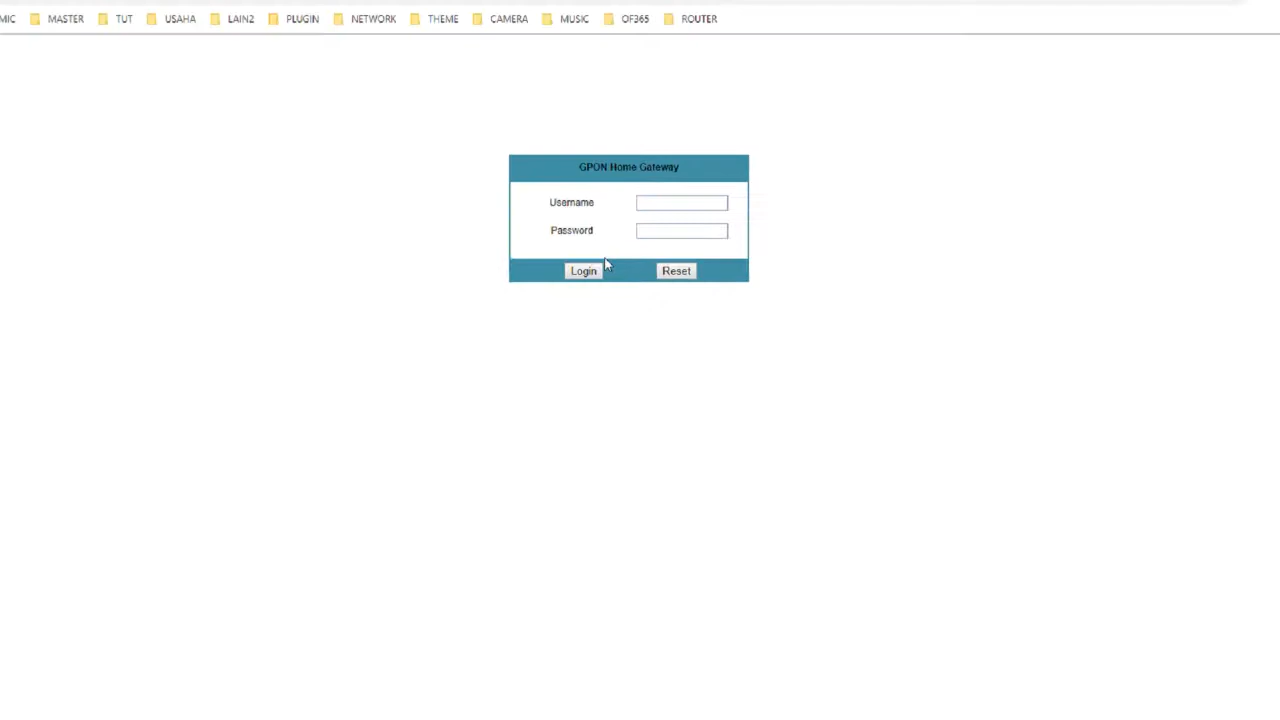 MIC MASTER TUT USAHA LAIN2 PLUGIN NETWORK THEME CAMERA MUSIC OF365 ROUTER
GPON Home Gateway
Username
Password
Login Reset